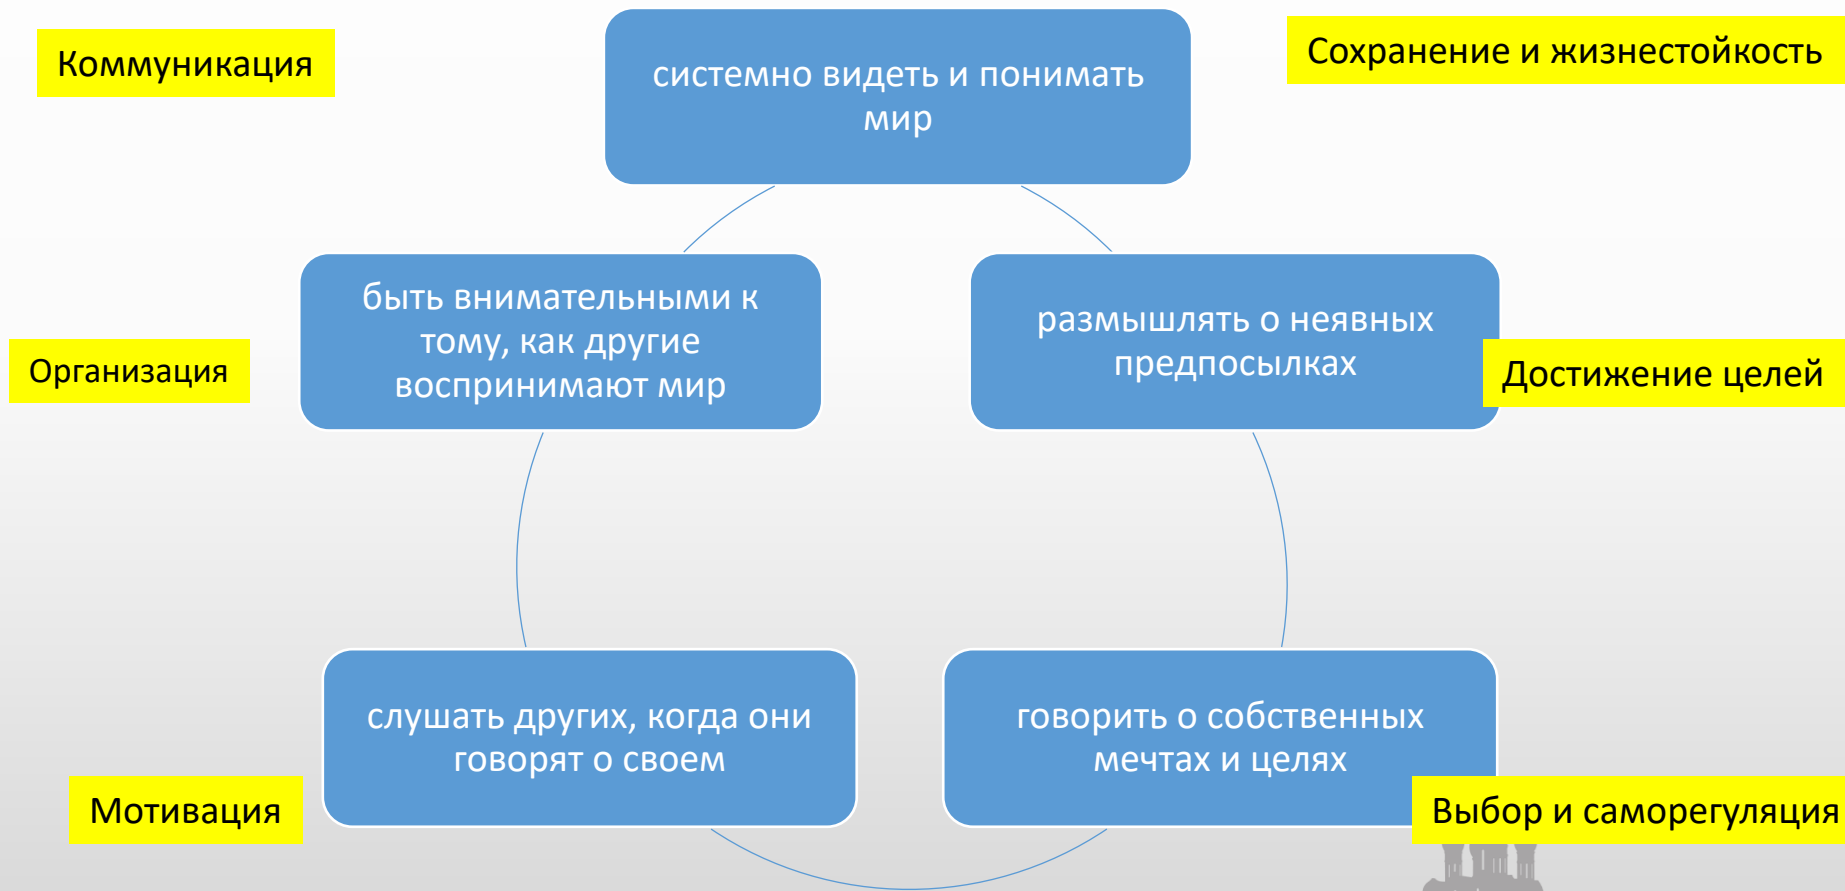 Коммуникация
системно видеть и понимать
мир
Сохранение и жизнестойкость
быть внимательными к
тому, как другие
воспринимают мир
размышлять о неявных
предпосылках
Организация
Достижение целей
слушать других, когда они
говорят о своем
говорить о собственных
мечтах и целях
Мотивация
Выбор и саморегуляция